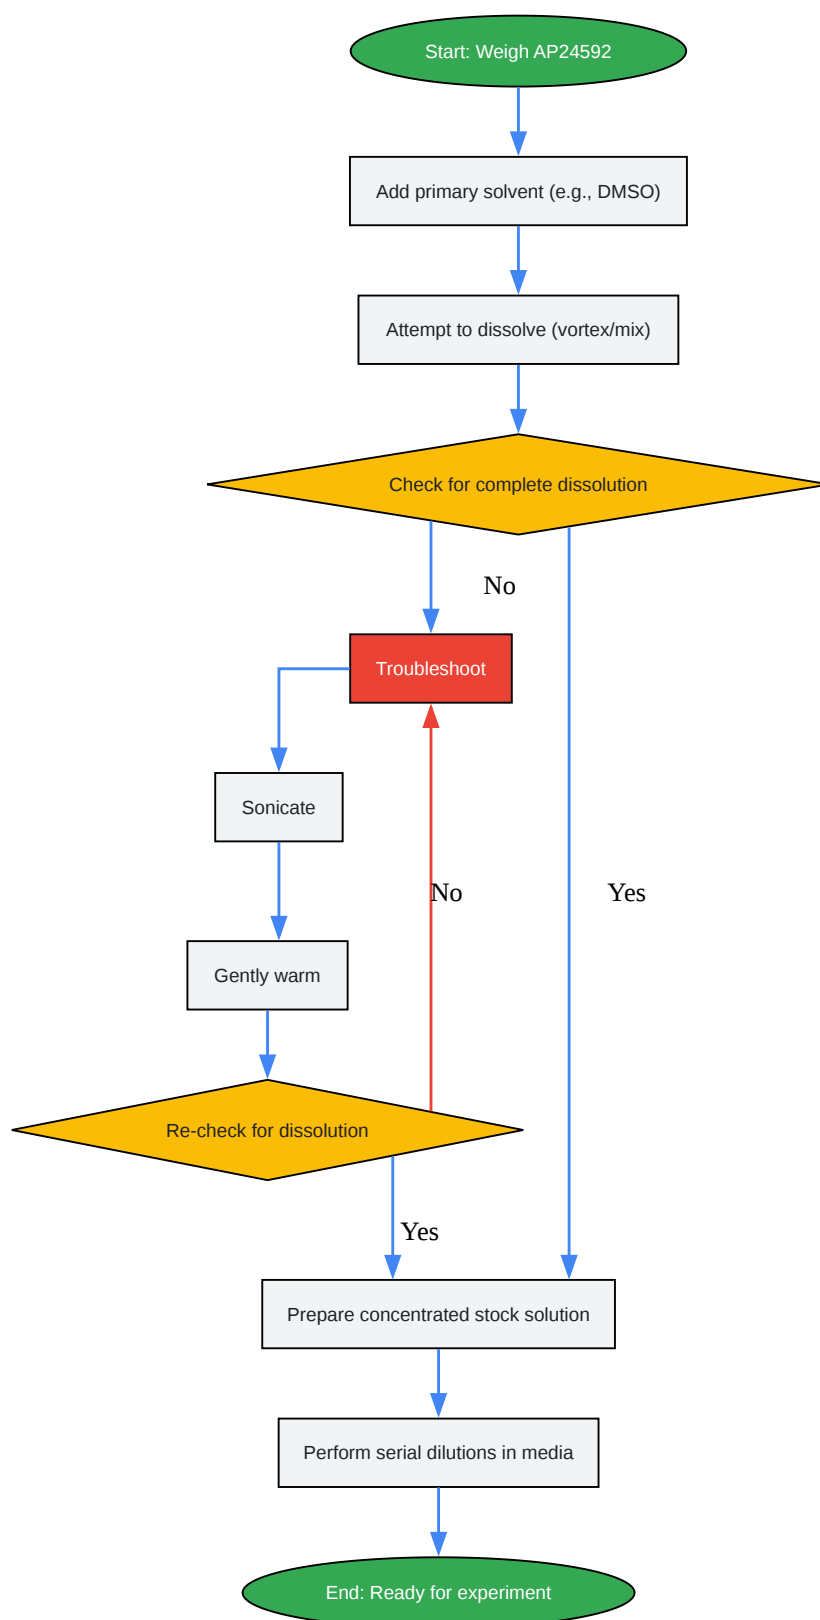 Start: Weigh AP24592
Add primary solvent (e.g., DMSO)
Attempt to dissolve (vortex/mix)
Check for complete dissolution
No
Troubleshoot
Sonicate
No
Yes
Gently warm
Re-check for dissolution
Yes
Prepare concentrated stock solution
Perform serial dilutions in media
End: Ready for experiment